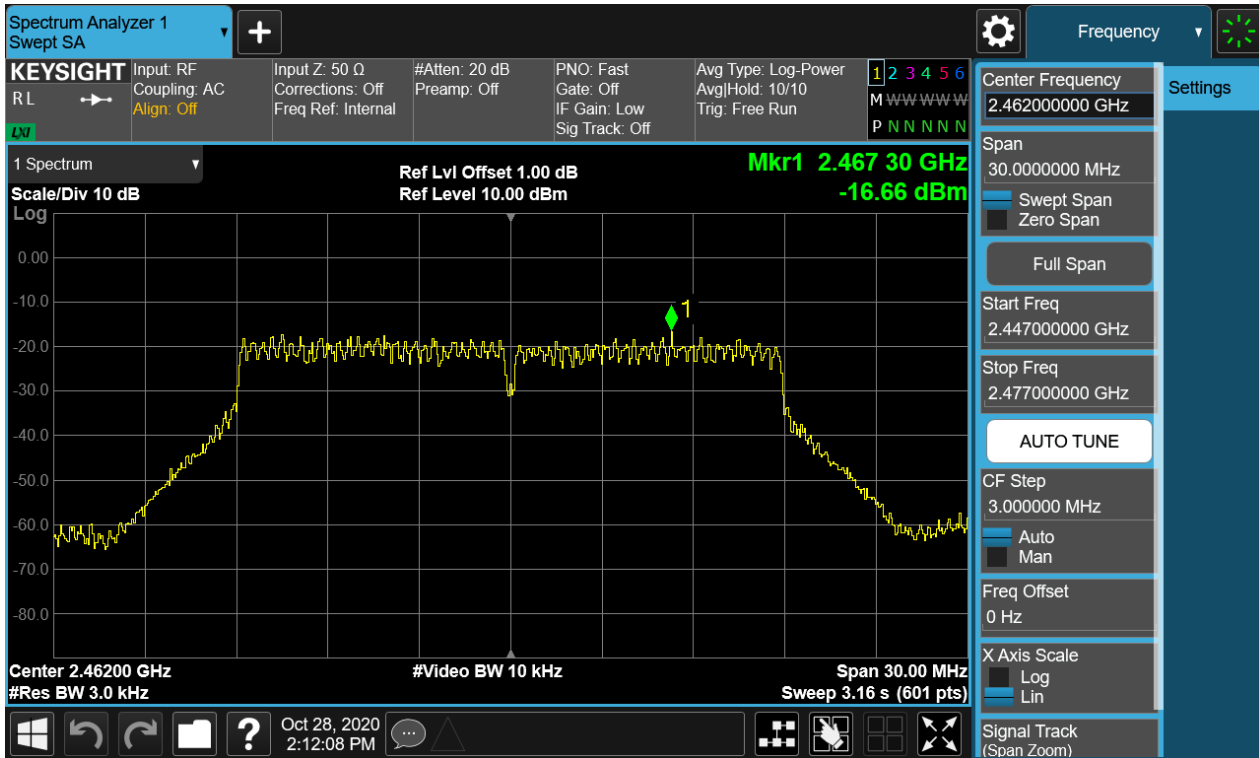 Spectrum Analyzer 1
Swept SA
+
Frequency
KEYSIGHT
R L
LXI
Input: RF
Coupling: AC
Align: Off
Input Z: 50 Ω
Corrections: Off
Freq Ref: Internal
#Atten: 20 dB
Preamp: Off
PNO: Fast
Gate: Off
IF Gain: Low
Sig Track: Off
Avg Type: Log-Power
Avg|Hold: 10/10
Trig: Free Run
1 2 3 4 5 6
M W W W W W
P N N N N N
1 Spectrum
Scale/Div 10 dB
Ref Lvl Offset 1.00 dB
Ref Level 10.00 dBm
Mkr1 2.467 30 GHz
-16.66 dBm
Log
0.00
-10.0
-20.0
-30.0
-40.0
-50.0
-60.0
-70.0
-80.0
1
Center 2.46200 GHz
#Res BW 3.0 kHz
#Video BW 10 kHz
Span 30.00 MHz
Sweep 3.16 s (601 pts)
Center Frequency
2.462000000 GHz
Span
30.0000000 MHz
Swept Span
Zero Span
Full Span
Start Freq
2.447000000 GHz
Stop Freq
2.477000000 GHz
AUTO TUNE
CF Step
3.000000 MHz
Auto
Man
Freq Offset
0 Hz
X Axis Scale
Log
Lin
Signal Track
(Span Zoom)
Settings
?
Oct 28, 2020
2:12:08 PM